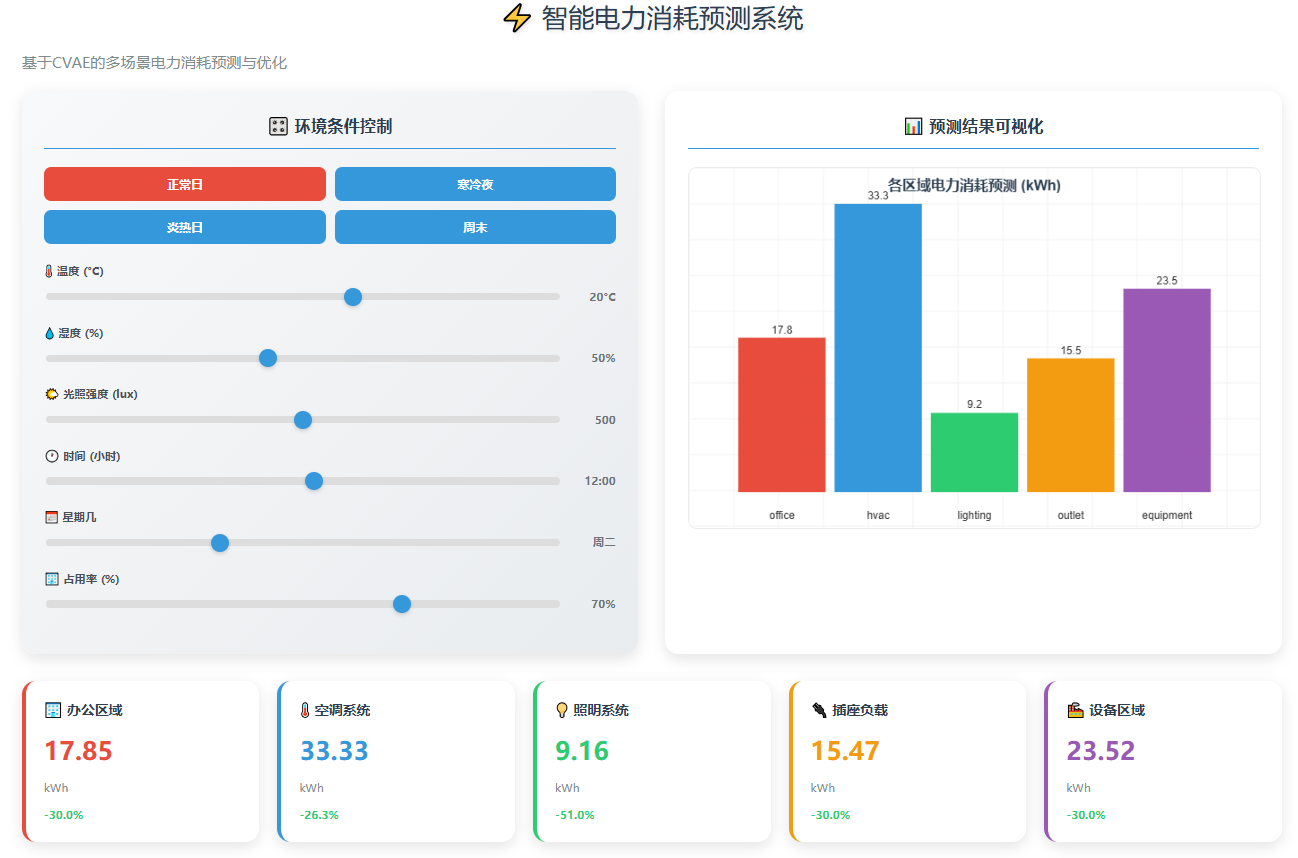 ⚡ 智能电力消耗预测系统
基于CVAE的多场景电力消耗预测与优化
🎛️ 环境条件控制
正常日
寒冷夜
炎热日
周末
🌡️ 温度 (°C)
20°C
💧 湿度 (%)
50%
🌞 光照强度 (lux)
500
🕐 时间 (小时)
12:00
📅 星期几
周二
🏢 占用率 (%)
70%
📊 预测结果可视化
各区域电力消耗预测 (kWh)
17.8
33.3
9.2
15.5
23.5
office
hvac
lighting
outlet
equipment
🏢 办公区域
17.85
kWh
-30.0%
🌡️ 空调系统
33.33
kWh
-26.3%
💡 照明系统
9.16
kWh
-51.0%
🔌 插座负载
15.47
kWh
-30.0%
🏭 设备区域
23.52
kWh
-30.0%